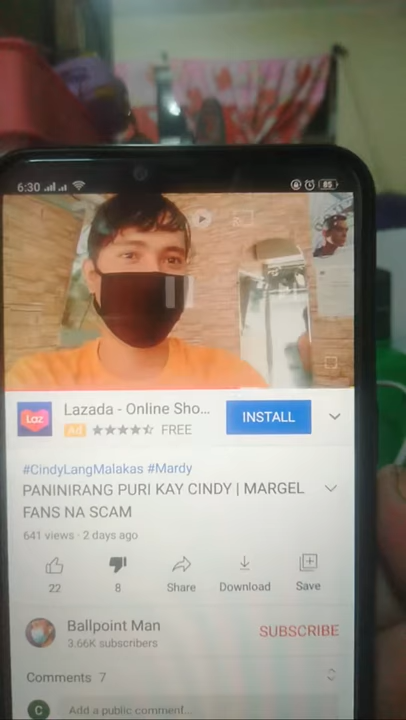 6:30
85
Laz
Lazada - Online Sho...
INSTALL
Ad
FREE
#CindyLangMalakas #Mardy
PANINIRANG PURI KAY CINDY | MARGEL
FANS NA SCAM
641 views · 2 days ago
22
8
Share
Download
Save
Ballpoint Man
3.66K subscribers
SUBSCRIBE
Comments 7
C
Add a public comment...